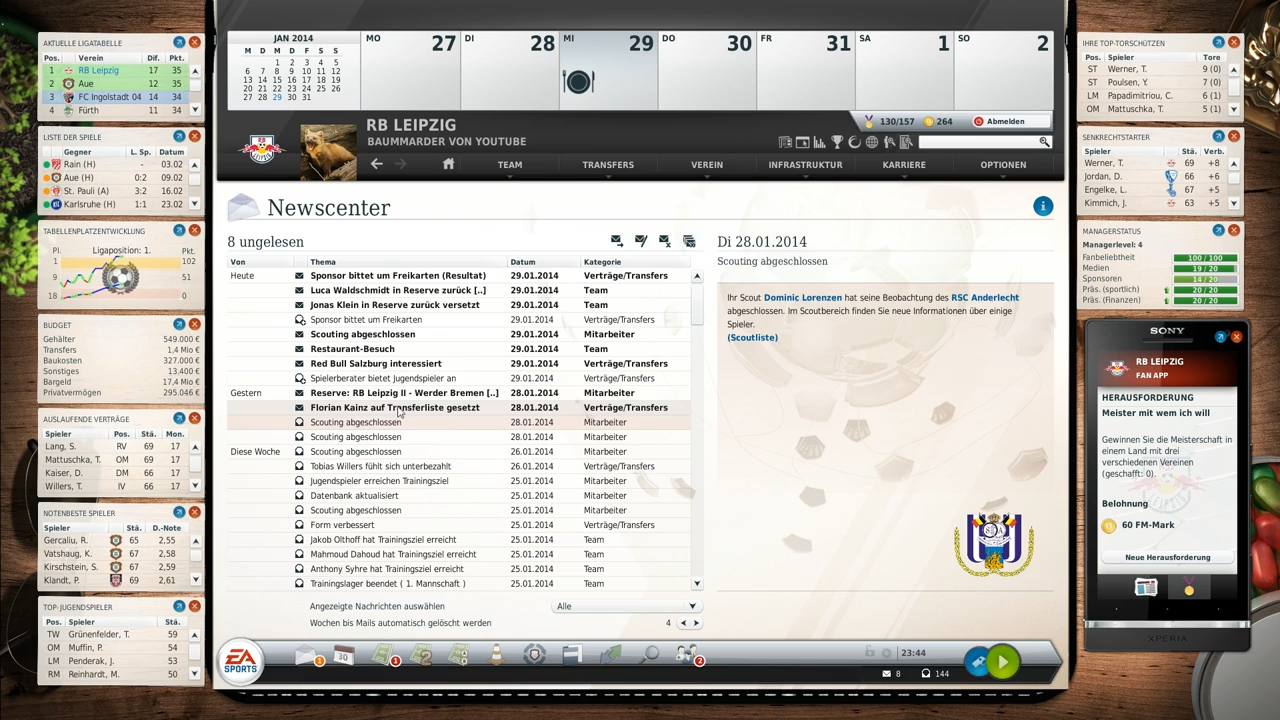 AKTUELLE LIGATABELLE
Pos. Verein Dif. Pkt.
1 RB Leipzig 17 35
2 Aue 12 35
3 FC Ingolstadt 04 14 34
4 Fürth 11 34
LISTE DER SPIELE
Gegner L. Sp. Datum
Rain (H) - 03.02
Aue (H) 0:2 09.02
St. Pauli (A) 3:2 16.02
Karlsruhe (H) 1:1 23.02
TABELLENPLATZENTWICKLUNG
Pl. Ligaposition: 1. Pkt.
1 102
9 51
18 0
BUDGET
Gehälter 549.000 €
Transfers 1,4 Mio €
Baukosten 327.000 €
Sonstiges 13.400 €
Bargeld 17,4 Mio €
Privatvermögen 295.046 €
AUSLAUFENDE VERTRÄGE
Spieler Pos. Stä. Mon.
Lang, S. RV 69 17
Mattuschka, T. OM 69 17
Kaiser, D. DM 66 17
Willers, T. IV 66 17
NOTENBESTE SPIELER
Spieler Stä. D.-Note
Gercaliu, R. 65 2,55
Vatshaug, K. 67 2,58
Kirschstein, S. 67 2,59
Klandt, P. 69 2,61
TOP-JUGENDSPIELER
Pos. Spieler Stä.
TW Grünenfelder, T. 59
OM Muffin, P. 54
LM Penderak, J. 53
RM Reinhardt, M. 50
JAN 2014
M D M D F S S
1 2 3 4 5
6 7 8 9 10 11 12
13 14 15 16 17 18 19
20 21 22 23 24 25 26
27 28 29 30 31
MO 27
DI 28
MI 29
DO 30
FR 31
SA 1
SO 2
130/157 264 Abmelden
RB LEIPZIG
BAUMMARDER VON YOUTUBE
TEAM TRANSFERS VEREIN INFRASTRUKTUR KARRIERE OPTIONEN
Newscenter
8 ungelesen
Von Thema Datum Kategorie
Heute Sponsor bittet um Freikarten (Resultat) 29.01.2014 Verträge/Transfers
Luca Waldschmidt in Reserve zurück [..] 29.01.2014 Team
Jonas Klein in Reserve zurück versetzt 29.01.2014 Team
Sponsor bittet um Freikarten 29.01.2014 Verträge/Transfers
Scouting abgeschlossen 29.01.2014 Mitarbeiter
Restaurant-Besuch 29.01.2014 Team
Red Bull Salzburg interessiert 29.01.2014 Verträge/Transfers
Spielerberater bietet Jugendspieler an 29.01.2014 Verträge/Transfers
Gestern Reserve: RB Leipzig II - Werder Bremen [..] 28.01.2014 Mitarbeiter
Florian Kainz auf Transferliste gesetzt 28.01.2014 Verträge/Transfers
Scouting abgeschlossen 28.01.2014 Mitarbeiter
Scouting abgeschlossen 28.01.2014 Mitarbeiter
Diese Woche Scouting abgeschlossen 26.01.2014 Mitarbeiter
Tobias Willers fühlt sich unterbezahlt 26.01.2014 Verträge/Transfers
Jugendspieler erreichen Trainingsziel 25.01.2014 Mitarbeiter
Datenbank aktualisiert 25.01.2014 Mitarbeiter
Scouting abgeschlossen 25.01.2014 Mitarbeiter
Form verbessert 25.01.2014 Verträge/Transfers
Jakob Olthoff hat Trainingsziel erreicht 25.01.2014 Team
Mahmoud Dahoud hat Trainingsziel erreicht 25.01.2014 Team
Anthony Syhre hat Trainingsziel erreicht 25.01.2014 Team
Trainingslager beendet ( 1. Mannschaft ) 25.01.2014 Team
Angezeigte Nachrichten auswählen Alle
Wochen bis Mails automatisch gelöscht werden 4
Di 28.01.2014
Scouting abgeschlossen
Ihr Scout Dominic Lorenzen hat seine Beobachtung des RSC Anderlecht
abgeschlossen. Im Scoutbereich finden Sie neue Informationen über einige
Spieler.
(Scoutliste)
EA
SPORTS
1 30 1 2 2
23:44
8 144
IHRE TOP-TORSCHÜTZEN
Pos. Spieler Tore
ST Werner, T. 9 (0)
ST Poulsen, Y. 7 (0)
LM Papadimitriou, C. 6 (1)
OM Mattuschka, T. 5 (1)
SENKRECHTSTARTER
Spieler Stä. Verb.
Werner, T. 69 +8
Jordan, D. 66 +6
Engelke, L. 67 +5
Kimmich, J. 63 +5
MANAGERSTATUS
Managerlevel: 4
Fanbeliebtheit 100 / 100
Medien 19 / 20
Sponsoren 14 / 20
Präs. (sportlich) 20 / 20
Präs. (finanzen) 20 / 20
SONY
RB LEIPZIG
FAN APP
HERAUSFORDERUNG
Meister mit wem ich will
Gewinnen Sie die Meisterschaft in
einem Land mit drei
verschiedenen Vereinen
(geschafft: 0).
Belohnung
60 FM-Mark
Neue Herausforderung
XPERIA